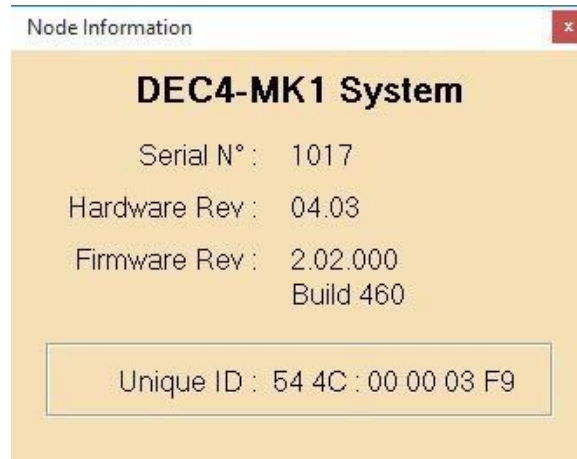 Node Information
x
DEC4-MK1 System
Serial N° : 1017
Hardware Rev : 04.03
Firmware Rev : 2.02.000
Build 460
Unique ID : 54 4C : 00 00 03 F9